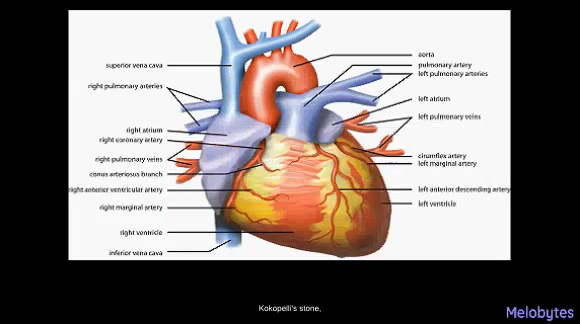 superior vena cava
right pulmonary arteries
right atrium
right coronary artery
right pulmonary veins
conus arteriosus branch
right anterior ventricular artery
right marginal artery
right ventricle
inferior vena cava
aorta
pulmonary artery
left pulmonary arteries
left atrium
left pulmonary veins
cirumflex artery
left marginal artery
left anterior descending artery
left ventricle
Kokopelli's stone,
Melobytes